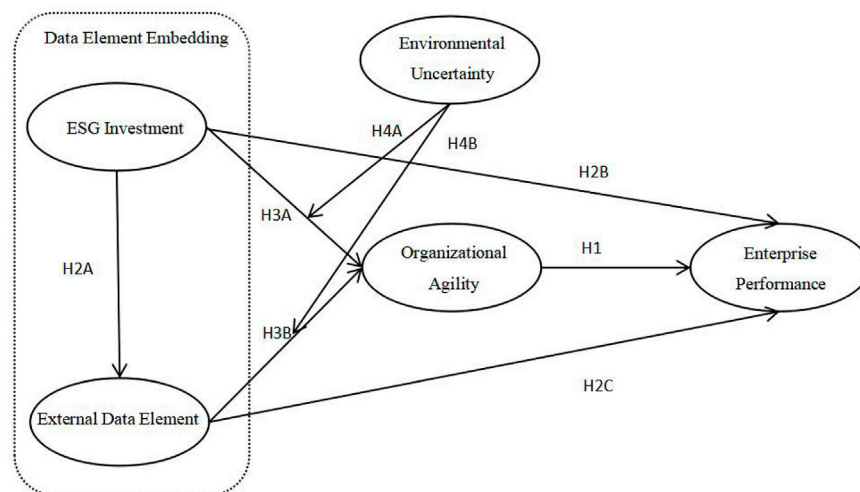 Data Element Embedding
Environmental
Uncertainty
ESG Investment
H4A
H4B
H2B
H3A
Organizational
Agility
H1
Enterprise
Performance
H2A
H3B
H2C
External Data Element